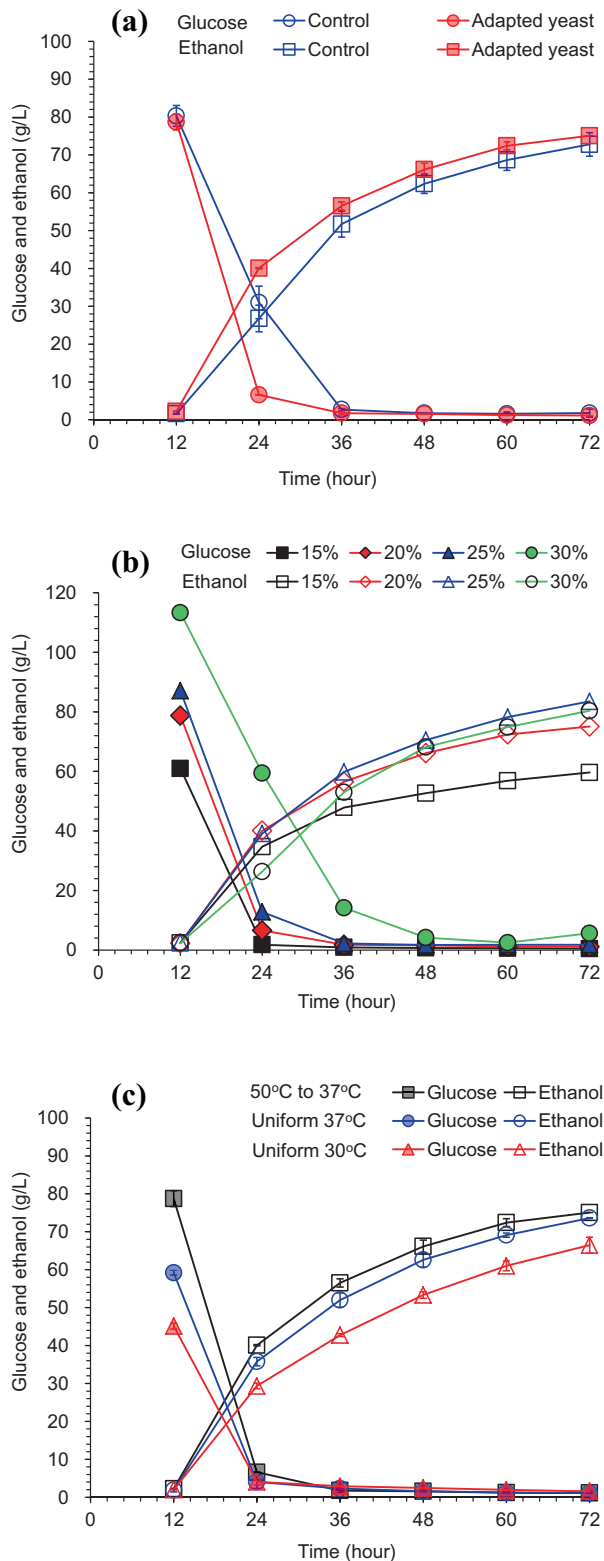 (a)
Glucose Control Adapted yeast
Ethanol Control Adapted yeast
100
90
80
70
60
50
40
30
20
10
0
Glucose and ethanol (g/L)
0 12 24 36 48 60 72
Time (hour)
(b)
Glucose 15% 20% 25% 30%
Ethanol 15% 20% 25% 30%
120
100
80
60
40
20
0
Glucose and ethanol (g/L)
0 12 24 36 48 60 72
Time (hour)
(c)
50°C to 37°C Glucose Ethanol
Uniform 37°C Glucose Ethanol
Uniform 30°C Glucose Ethanol
100
90
80
70
60
50
40
30
20
10
0
Glucose and ethanol (g/L)
0 12 24 36 48 60 72
Time (hour)